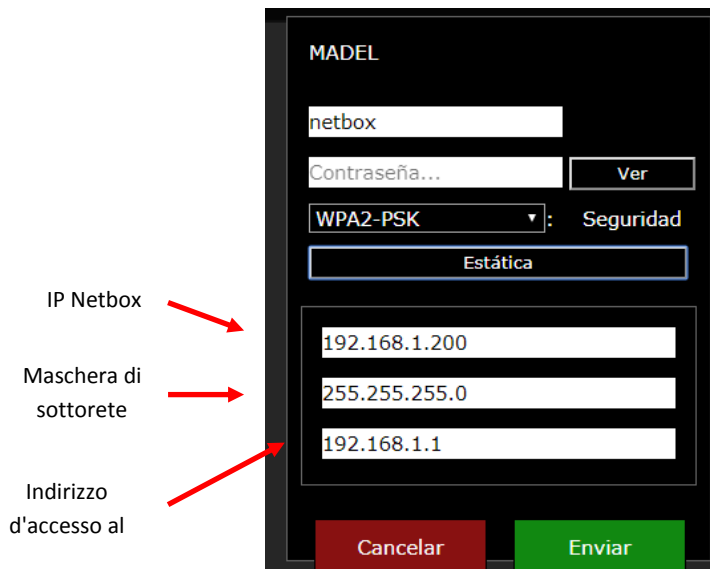 MADEL
netbox
Contraseña... Ver
WPA2-PSK : Seguridad
Estática
IP Netbox
192.168.1.200
Maschera di
sottorete
255.255.255.0
192.168.1.1
Indirizzo
d'accesso al
Cancelar Enviar